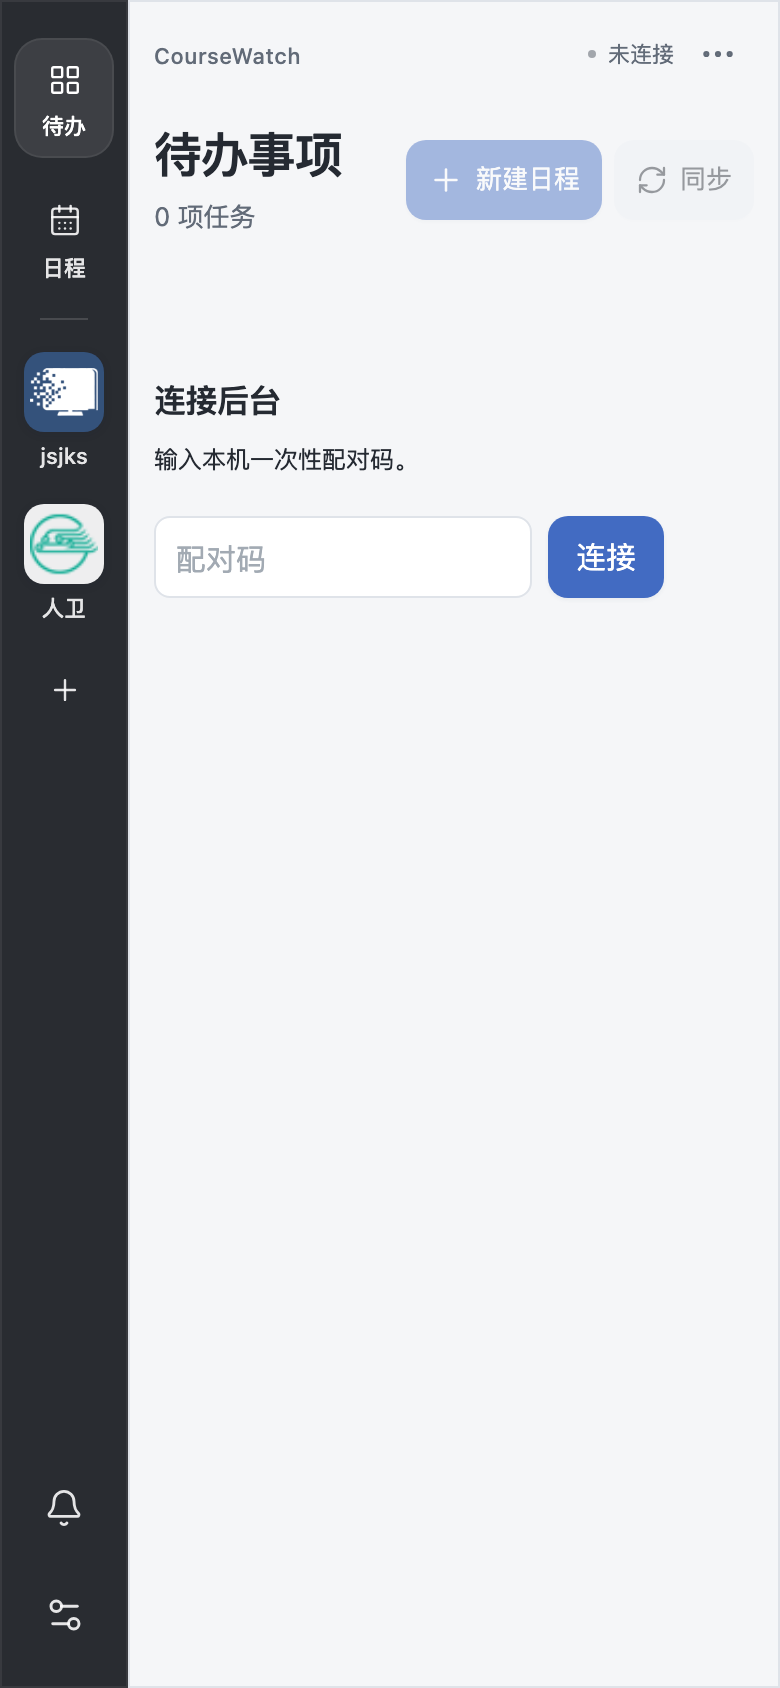 待办
日程
jsjks
人卫
CourseWatch
未连接
待办事项
0 项任务
新建日程
同步
连接后台
输入本机一次性配对码。
配对码
连接